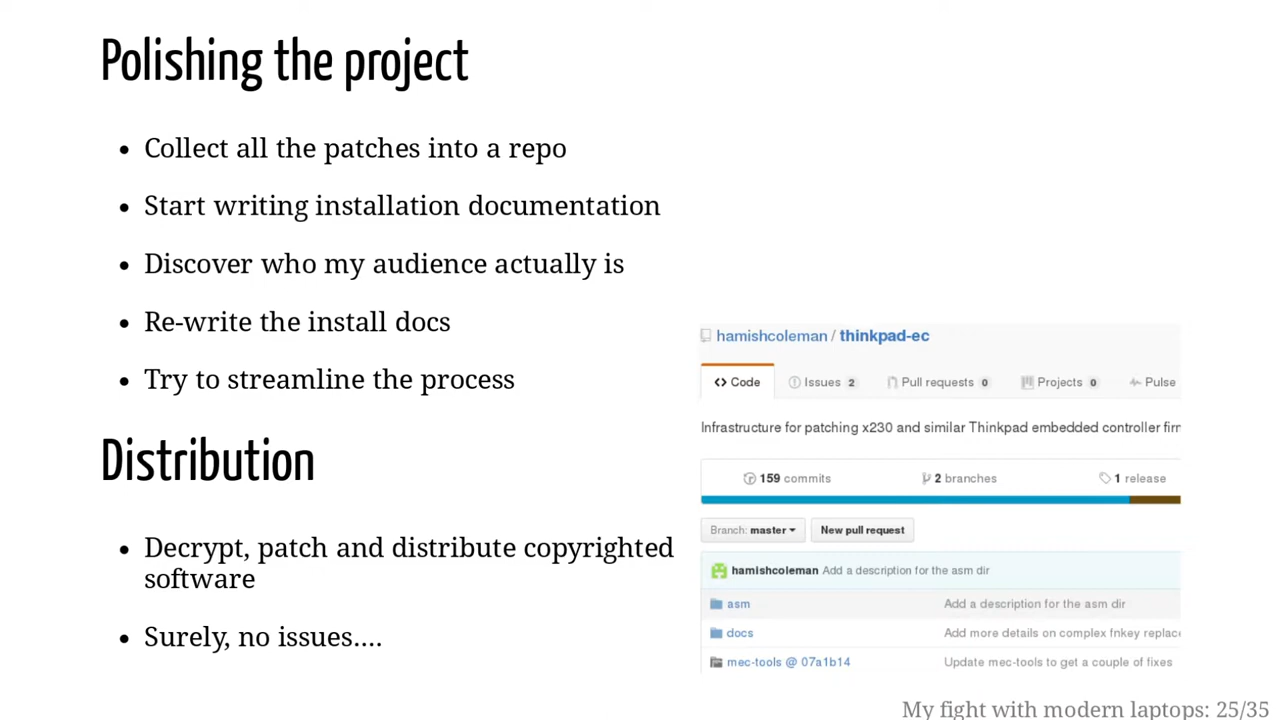 Polishing the project
• Collect all the patches into a repo
• Start writing installation documentation
• Discover who my audience actually is
• Re-write the install docs
• Try to streamline the process
Distribution
• Decrypt, patch and distribute copyrighted
software
• Surely, no issues....
hamishcoleman / thinkpad-ec
<> Code Issues 2 Pull requests 0 Projects 0 Pulse
Infrastructure for patching x230 and similar Thinkpad embedded controller
159 commits 2 branches 1 release
Branch: master New pull request
hamishcoleman Add a description for the asm dir
asm Add a description for the asm dir
docs Add more details on complex fnkey
mec-tools @ 07a1b14 Update mec-tools to get a couple of fixes
My fight with modern laptops: 25/35